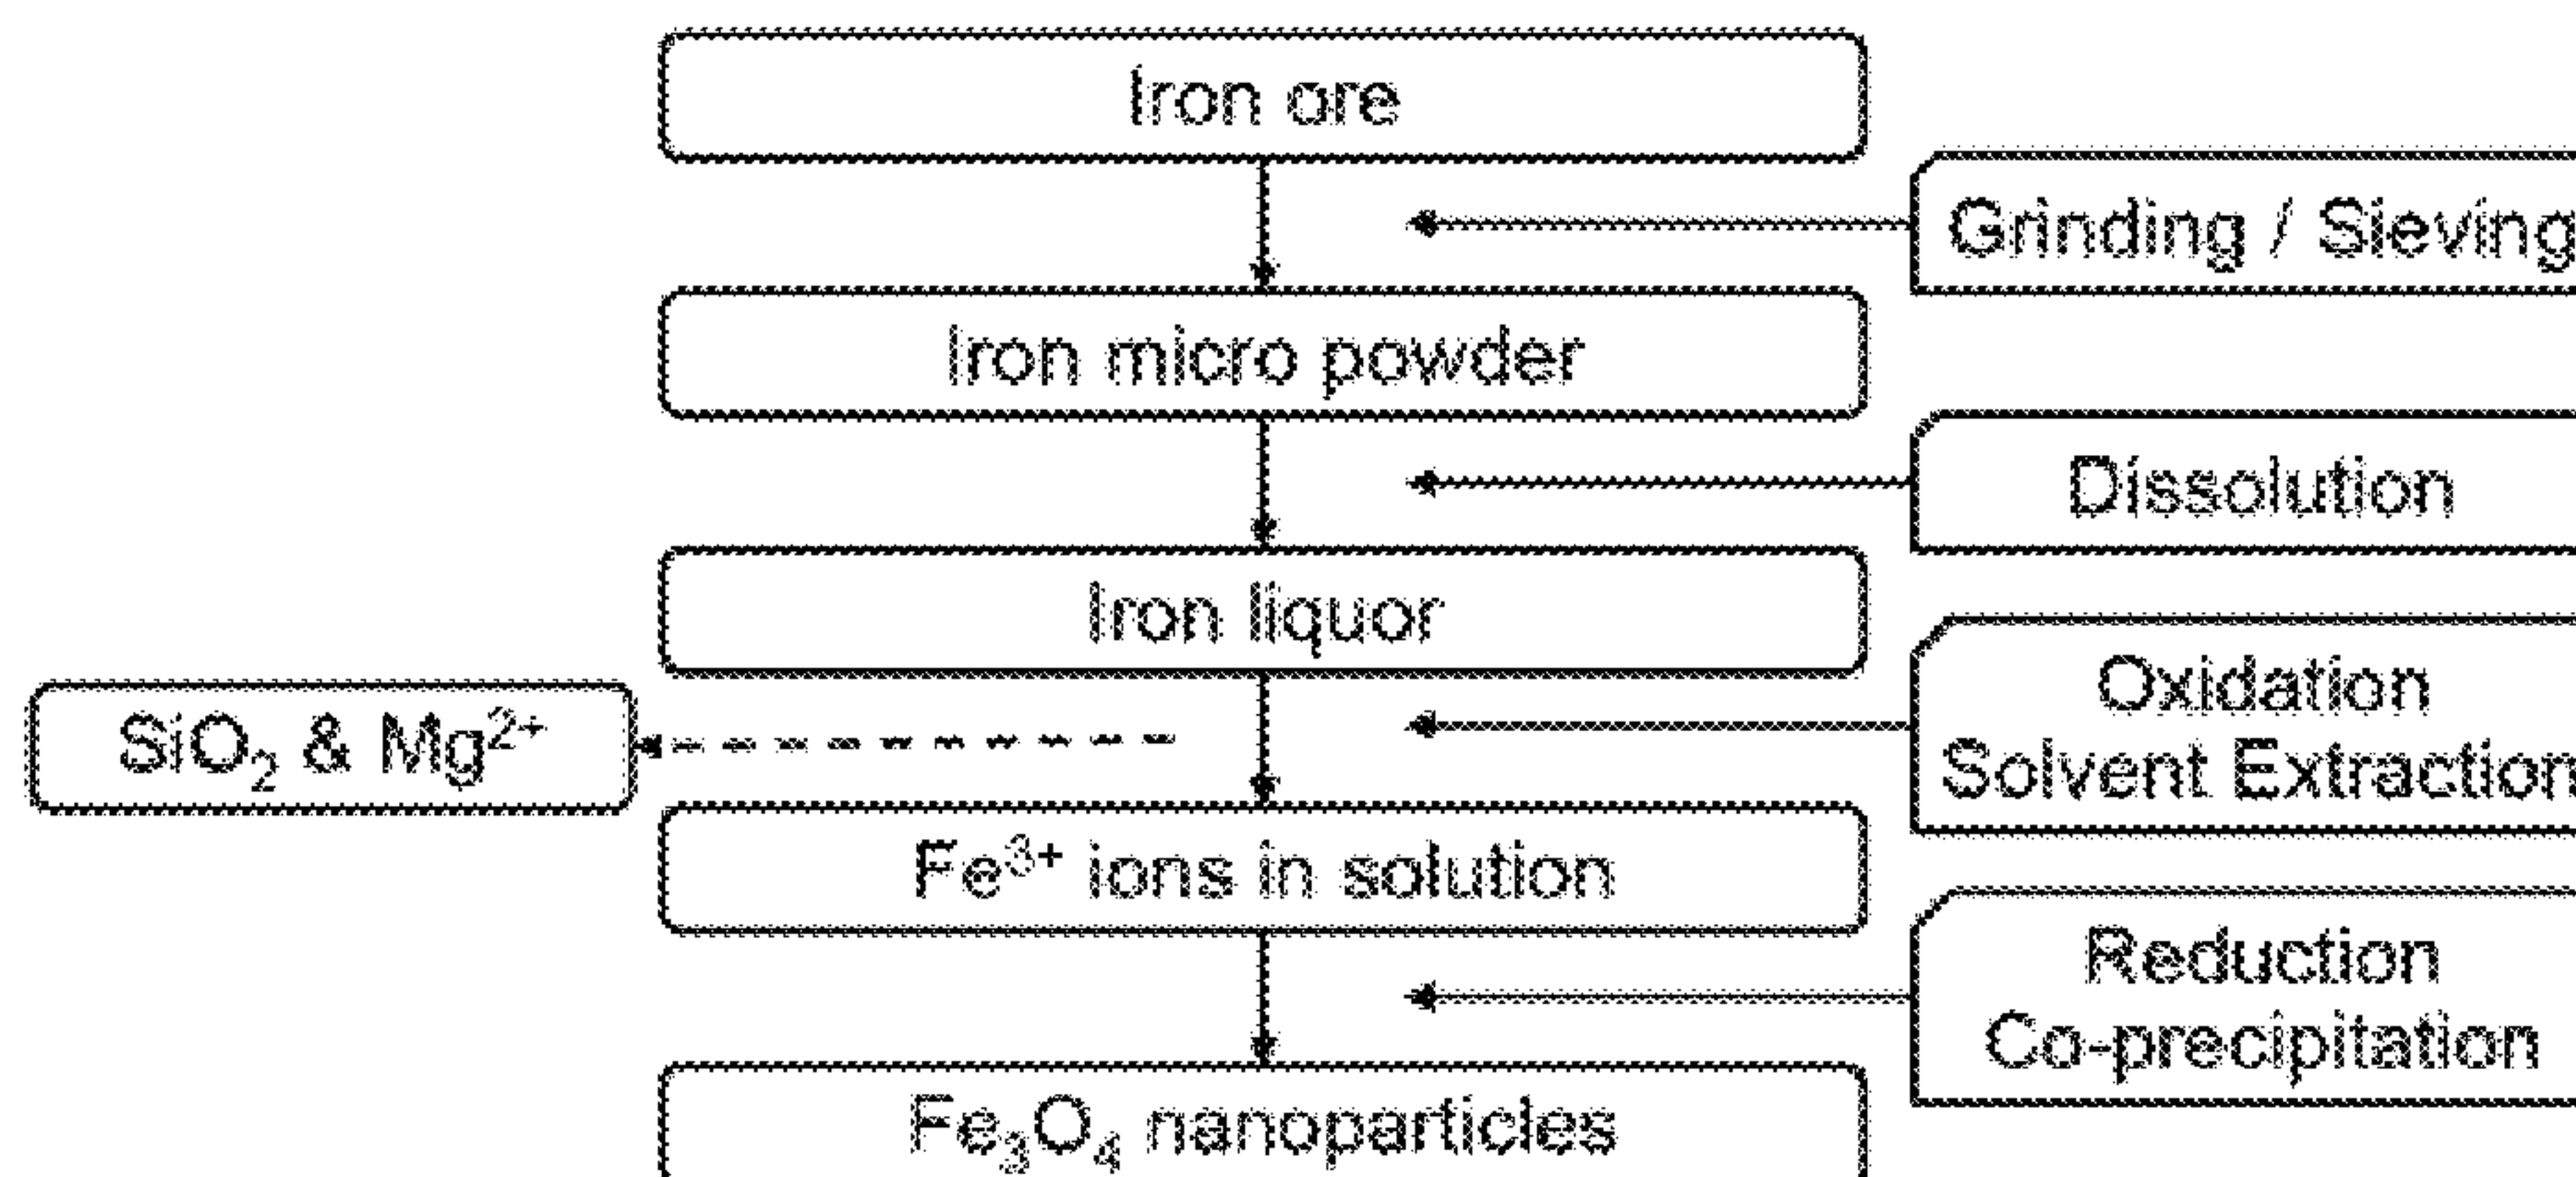 Iron ore
Grinding / Sieving
Iron micro powder
Dissolution
Iron liquor
Oxidation
Solvent Extraction
SiO₂ & Mg²⁺
Fe³⁺ ions in solution
Reduction
Co-precipitation
Fe₃O₄ nanoparticles